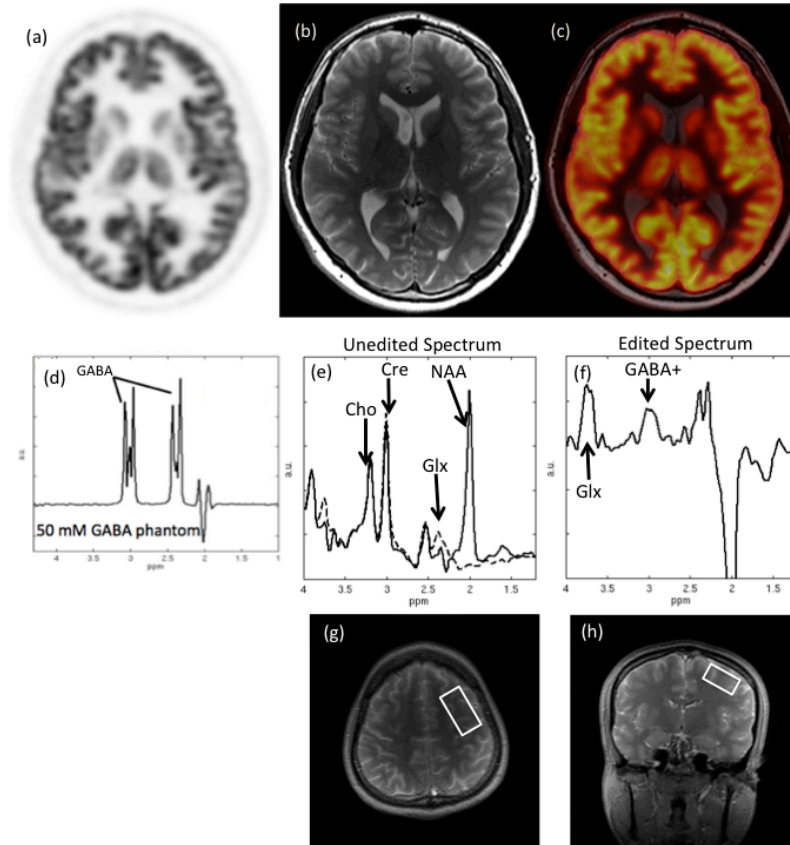 (a)
(b)
(c)
Unedited Spectrum
Edited Spectrum
(d)
GABA
a.u.
50 mM GABA phantom
4 3.5 3 2.5 2 1.5 1
ppm
(e)
Cre
NAA
Cho
Glx
a.u.
4 3.5 3 2.5 2 1.5
ppm
(f)
GABA+
Glx
a.u.
4 3.5 3 2.5 2 1.5
ppm
(g)
(h)